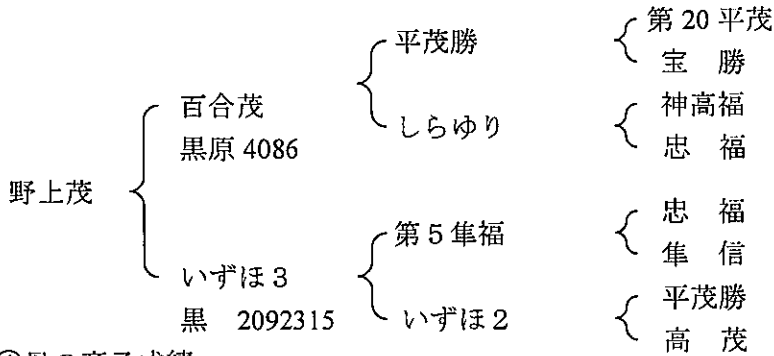 第20平茂
平茂勝
宝 勝
百合茂
神高福
しらゆり
黒原4086
忠 福
野上茂
忠 福
第5隼福
隼 信
いずほ3
平茂勝
黒 2092315
いずほ2
高 茂